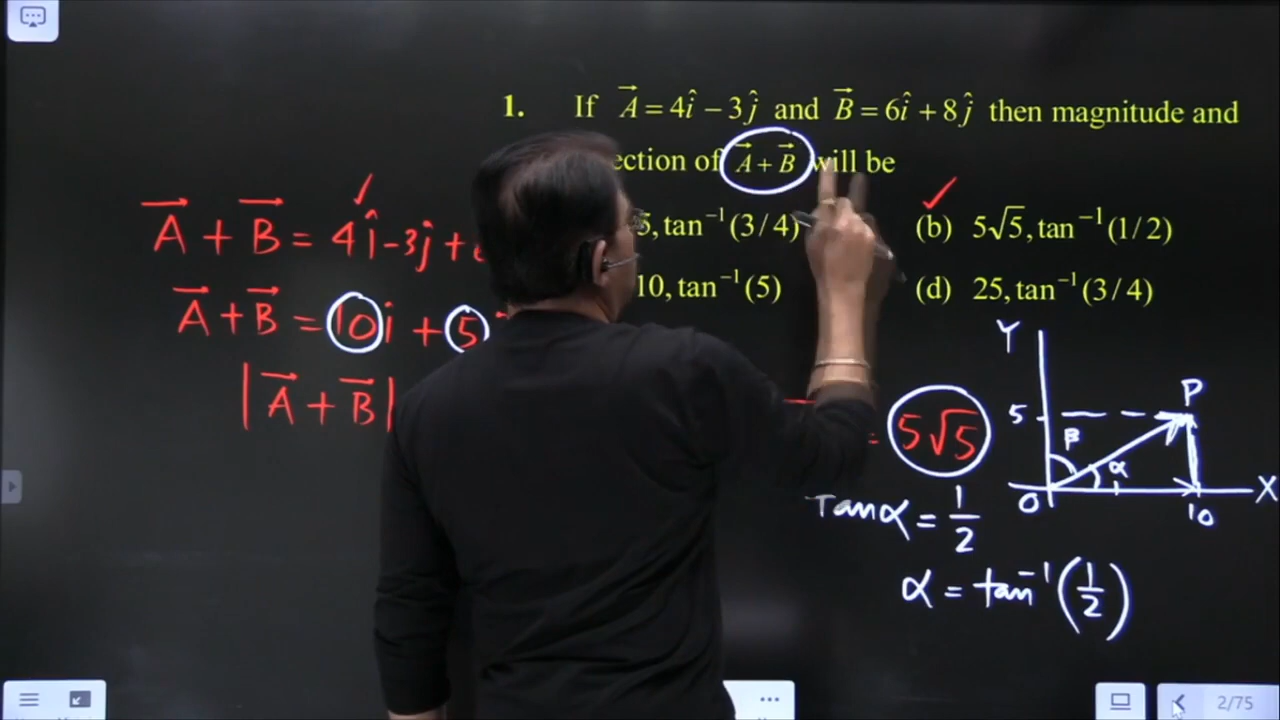 1. If A⃗ = 4î − 3ĵ and B⃗ = 6î + 8ĵ then magnitude and
ection of A⃗ + B⃗ will be
5, tan⁻¹(3/4)
(b) 5√5, tan⁻¹(1/2)
10, tan⁻¹(5)
(d) 25, tan⁻¹(3/4)
A⃗ + B⃗ = 4î - 3ĵ +
A⃗ + B⃗ = 10i + 5
|A⃗ + B⃗|
= 5√5
Y
P
5
β
α
O
10
X
Tanα = 1/2
α = tan⁻¹(1/2)
2/75